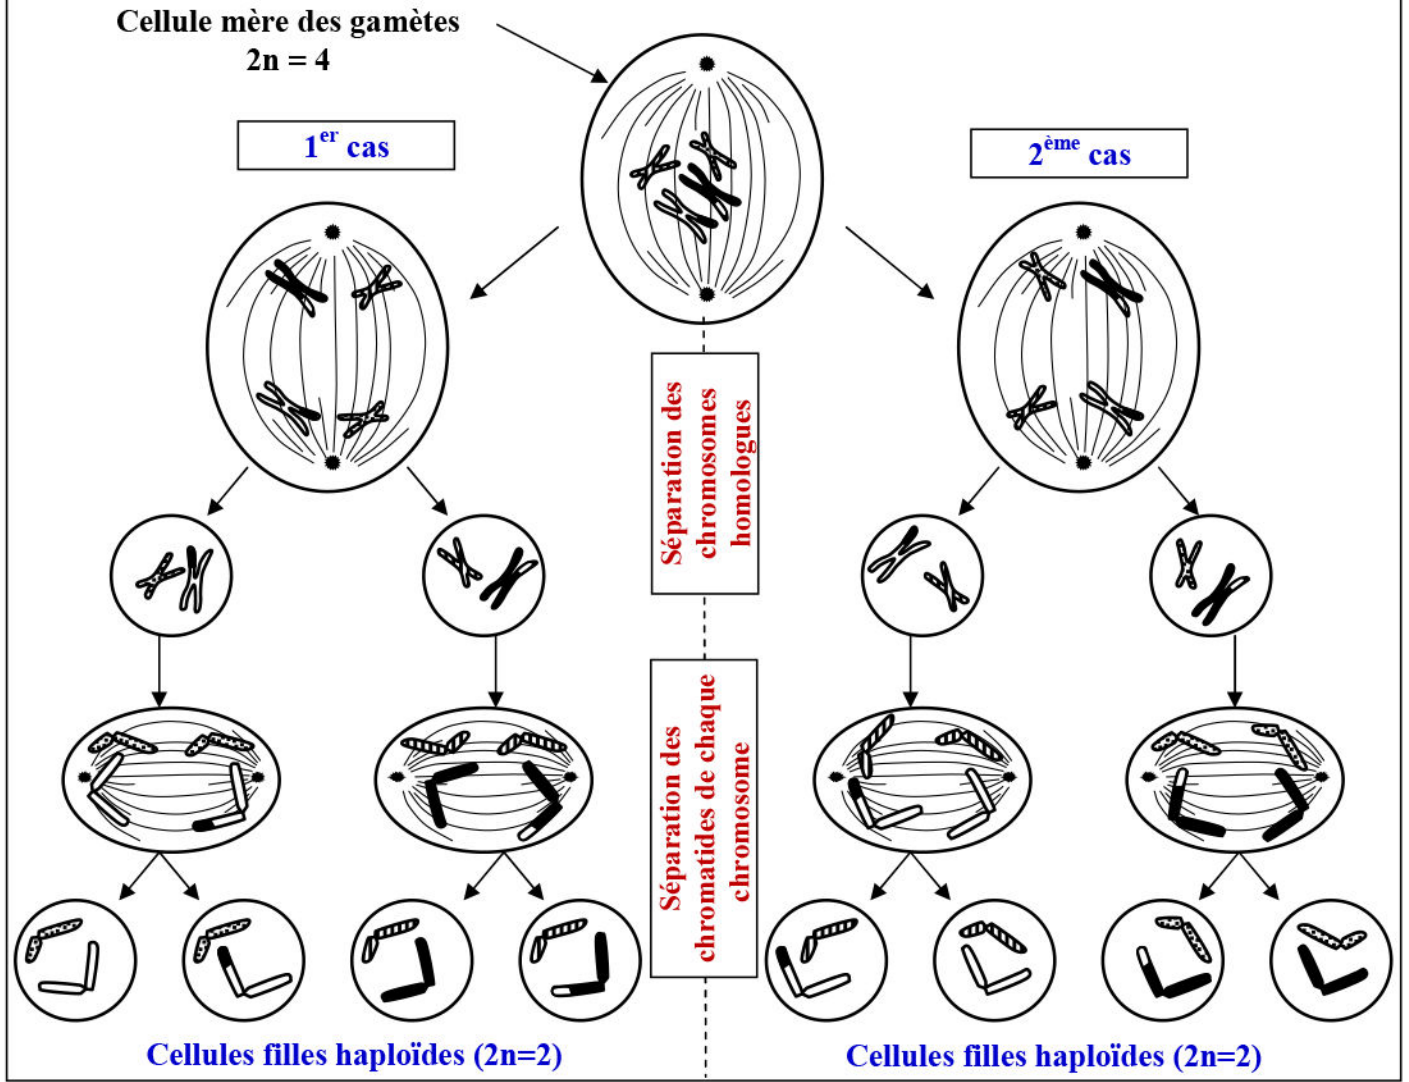 Cellule mère des gamètes
2n = 4
1er cas
2ème cas
Séparation des
chromosomes
homologues
Séparation des
chromatides de chaque
chromosome
Cellules filles haploïdes (2n=2)
Cellules filles haploïdes (2n=2)